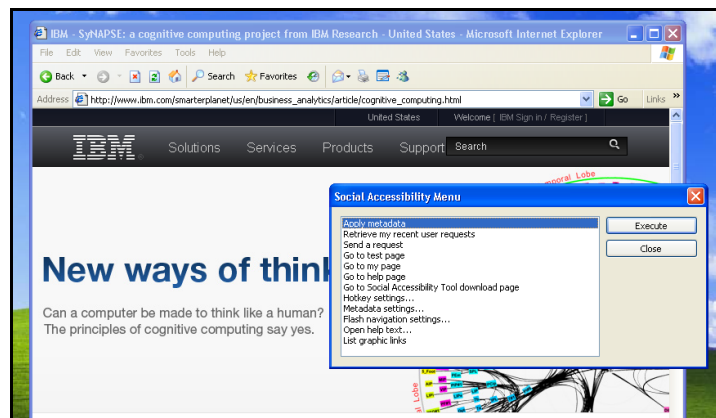 IBM - SyNAPSE: a cognitive computing project from IBM Research - United States - Microsoft Internet Explorer
File Edit View Favorites Tools Help
Back Search Favorites
Address http://www.ibm.com/smarterplanet/us/en/business_analytics/article/cognitive_computing.html Go Links »
United States Welcome [ IBM Sign in / Register ]
IBM® Solutions Services Products Support Search
Lobe
Social Accessibility Menu
Apply metadata
Retrieve my recent user requests
Send a request
Go to test page
Go to my page
Go to help page
Go to Social Accessibility Tool download page
Hotkey settings...
Metadata settings...
Flash navigation settings...
Open help text...
List graphic links
Execute
Close
New ways of thin
Can a computer be made to think like a human?
The principles of cognitive computing say yes.
Lobe